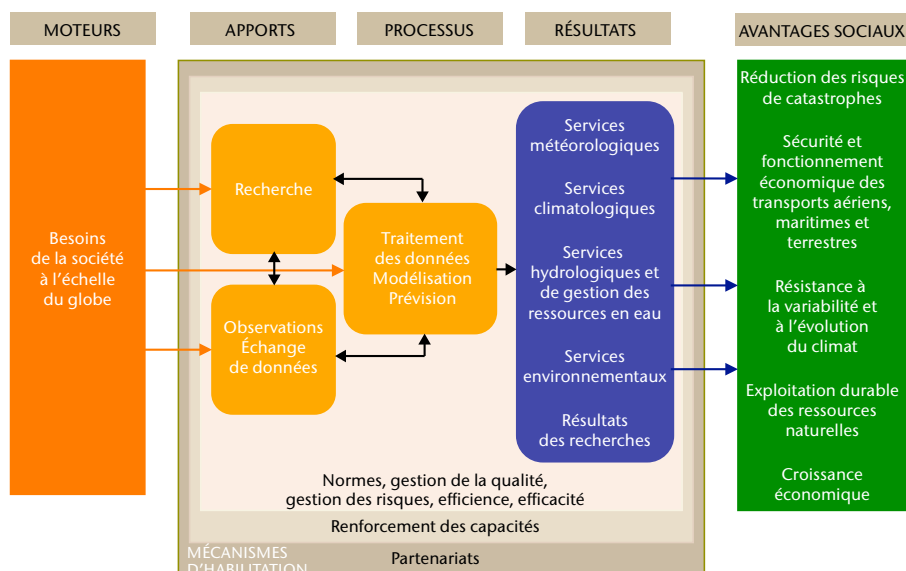 MOTEURS
APPORTS
PROCESSUS
RÉSULTATS
AVANTAGES SOCIAUX
Besoins
de la société
à l'échelle
du globe
Recherche
Observations
Échange
de données
Traitement
des données
Modélisation
Prévision
Services
météorologiques
Services
climatologiques
Services
hydrologiques et
de gestion des
ressources en eau
Services
environnementaux
Résultats
des recherches
Réduction des risques
de catastrophes
Sécurité et
fonctionnement
économique des
transports aériens,
maritimes et
terrestres
Résistance à
la variabilité et
à l'évolution
du climat
Exploitation durable
des ressources
naturelles
Croissance
économique
Normes, gestion de la qualité,
gestion des risques, efficience, efficacité
Renforcement des capacités
Partenariats
MÉCANISMES
D'HABILITATION